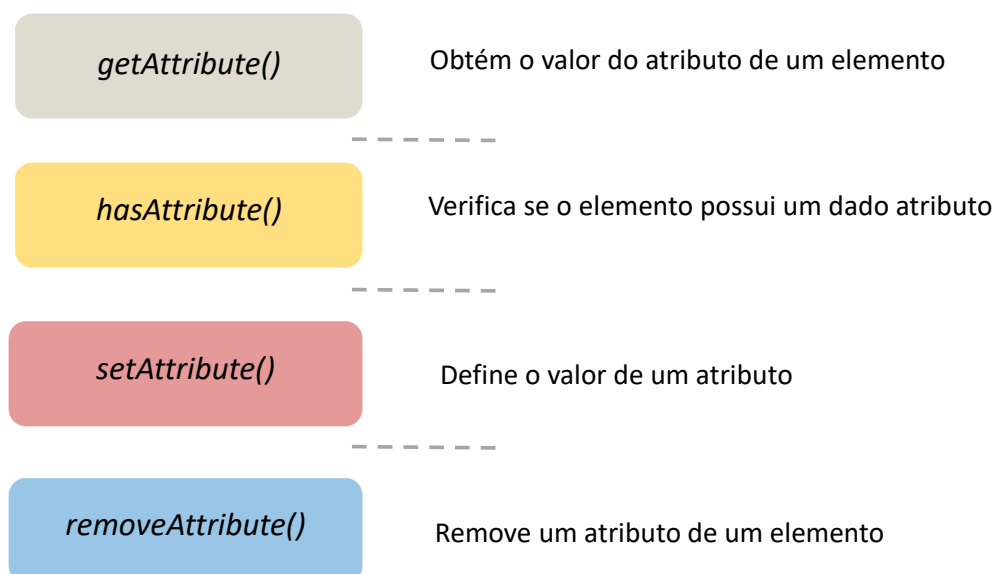 getAttribute()
Obtém o valor do atributo de um elemento
hasAttribute()
Verifica se o elemento possui um dado atributo
setAttribute()
Define o valor de um atributo
removeAttribute()
Remove um atributo de um elemento